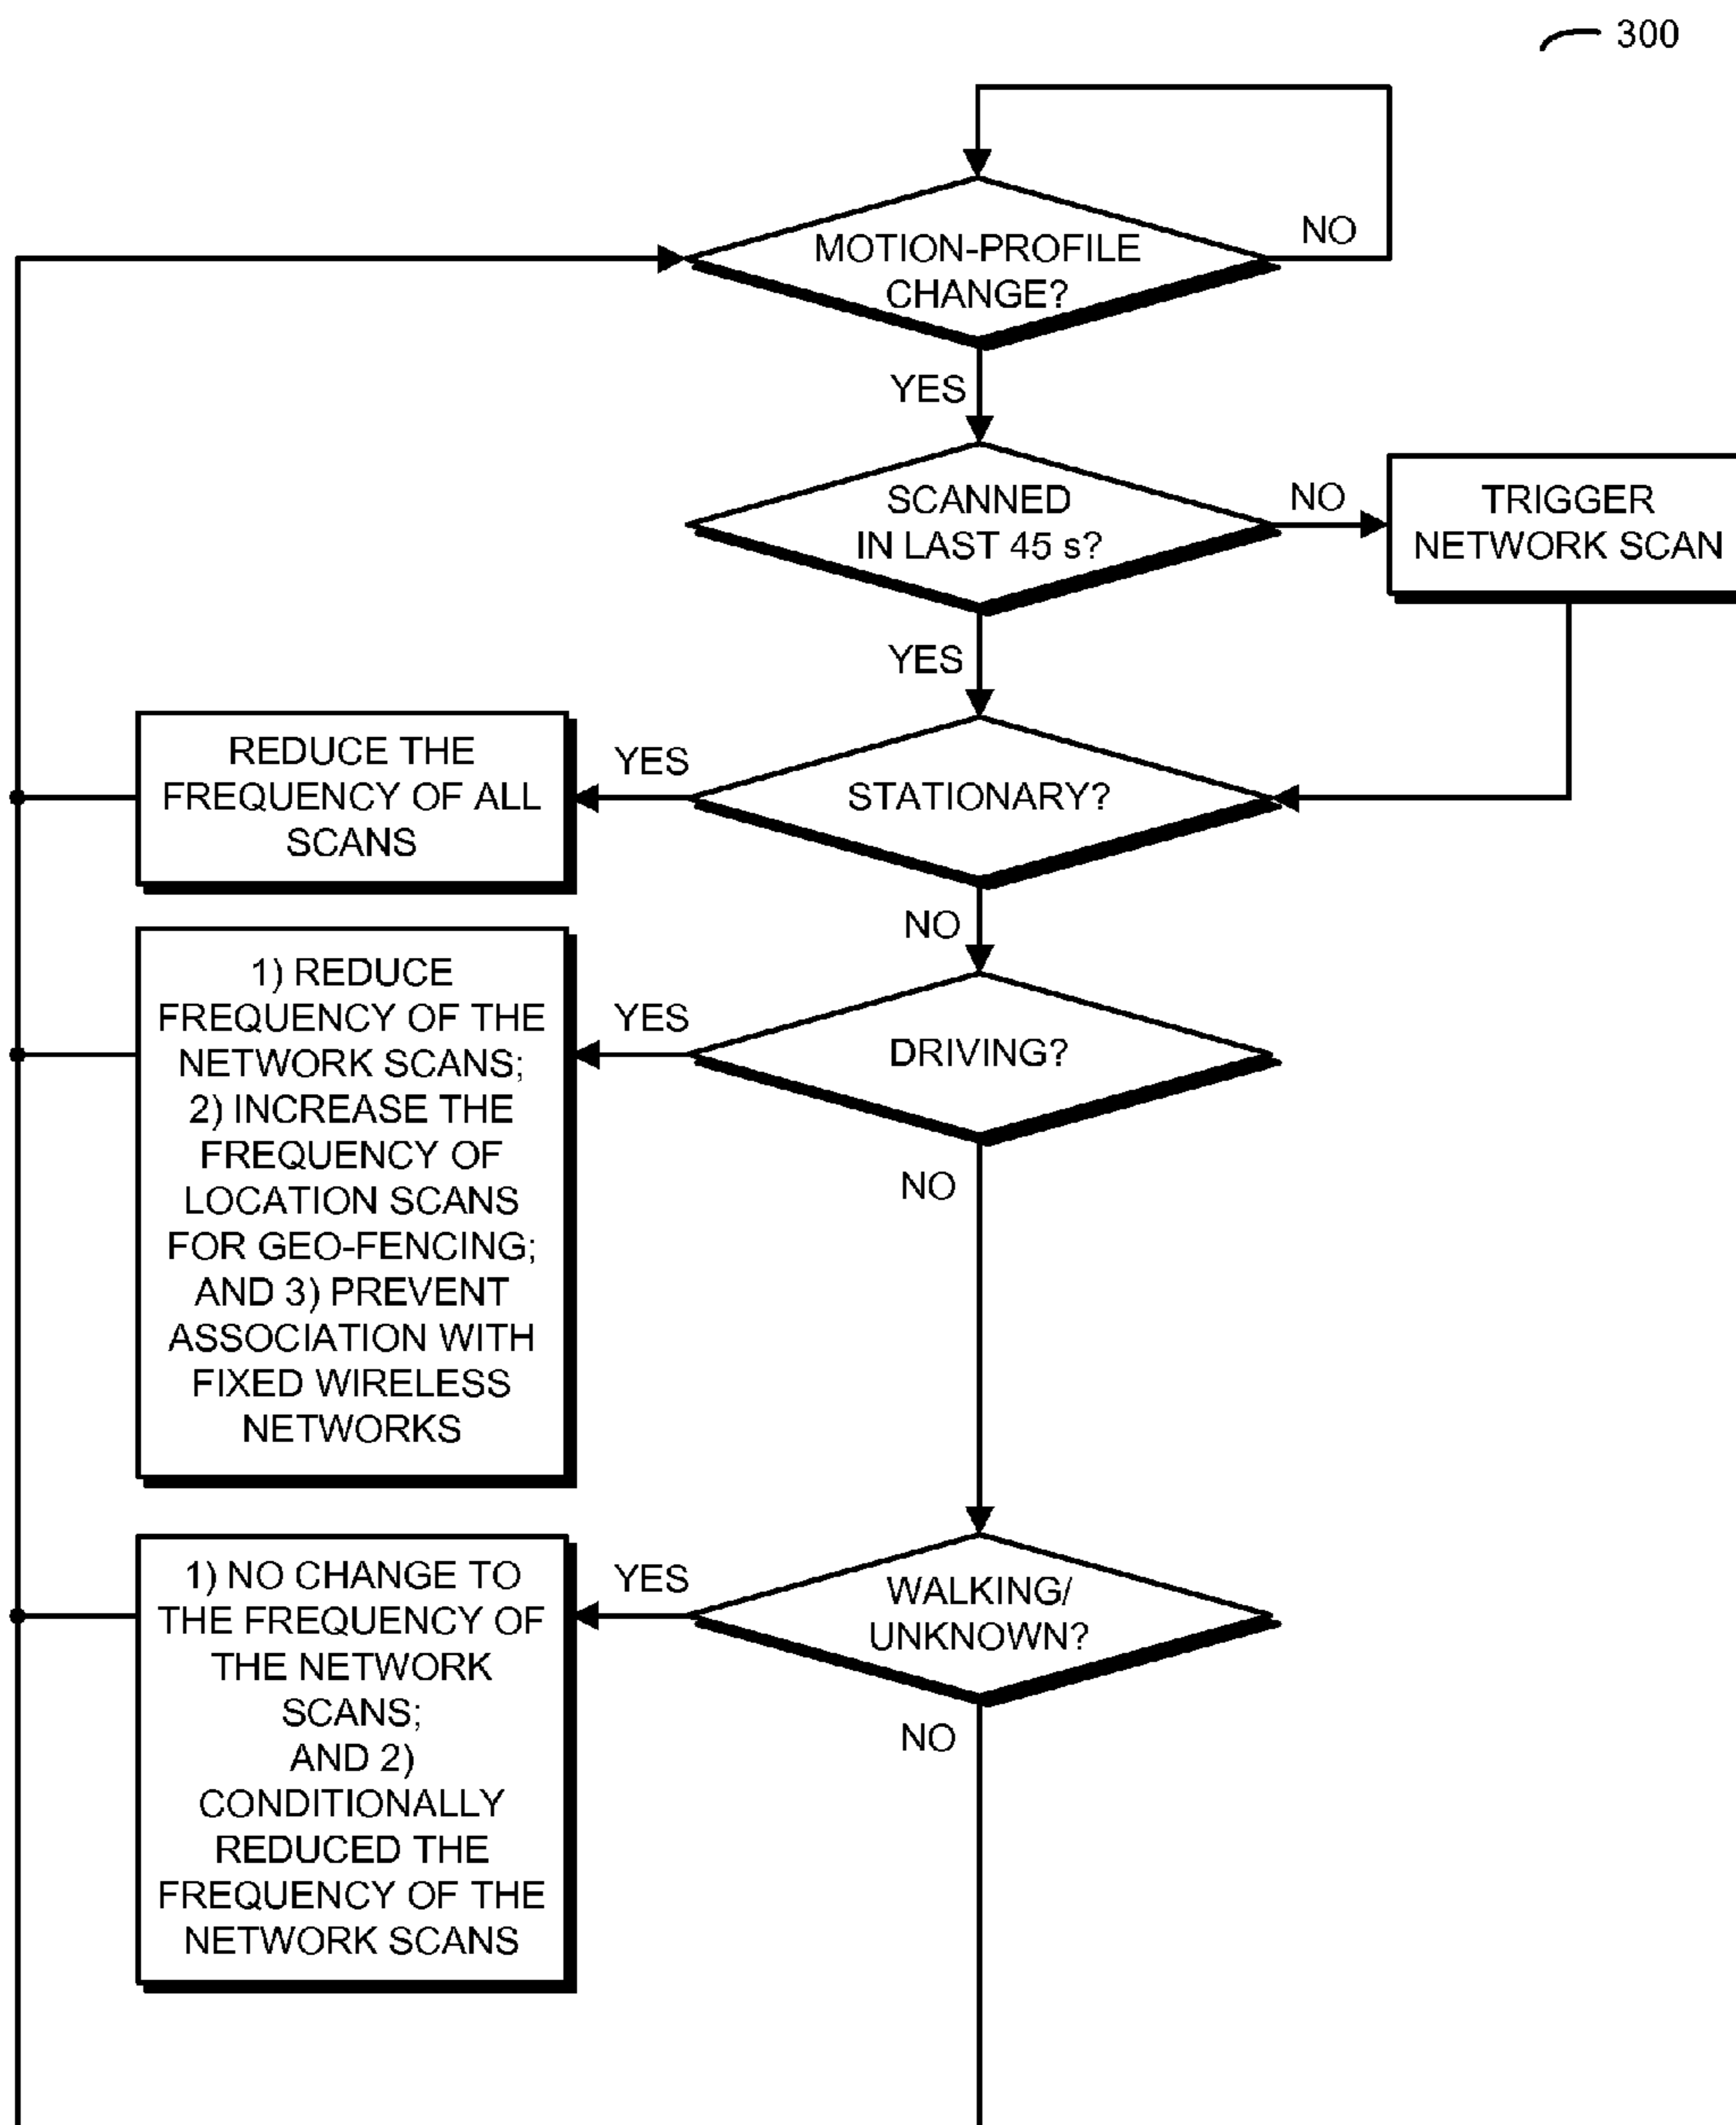 300
MOTION-PROFILE
CHANGE?
NO
YES
SCANNED
IN LAST 45 s?
NO
TRIGGER
NETWORK SCAN
YES
REDUCE THE
FREQUENCY OF ALL
SCANS
YES
STATIONARY?
NO
1) REDUCE
FREQUENCY OF THE
NETWORK SCANS;
2) INCREASE THE
FREQUENCY OF
LOCATION SCANS
FOR GEO-FENCING;
AND 3) PREVENT
ASSOCIATION WITH
FIXED WIRELESS
NETWORKS
YES
DRIVING?
NO
1) NO CHANGE TO
THE FREQUENCY OF
THE NETWORK
SCANS;
AND 2)
CONDITIONALLY
REDUCED THE
FREQUENCY OF THE
NETWORK SCANS
YES
WALKING/
UNKNOWN?
NO